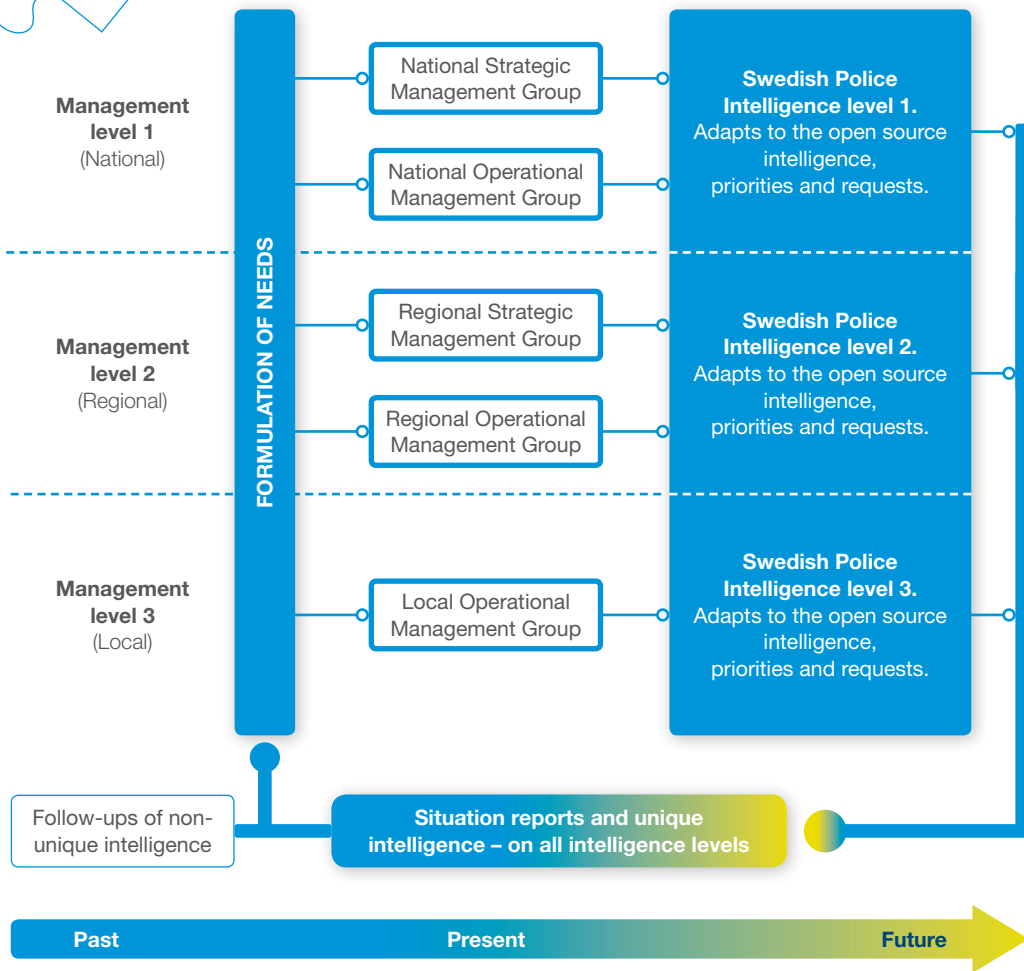 Management
level 1
(National)
FORMULATION OF NEEDS
National Strategic
Management Group
National Operational
Management Group
Swedish Police
Intelligence level 1.
Adapts to the open source
intelligence,
priorities and requests.
Management
level 2
(Regional)
Regional Strategic
Management Group
Regional Operational
Management Group
Swedish Police
Intelligence level 2.
Adapts to the open source
intelligence,
priorities and requests.
Management
level 3
(Local)
Local Operational
Management Group
Swedish Police
Intelligence level 3.
Adapts to the open source
intelligence,
priorities and requests.
Follow-ups of non-
unique intelligence
Situation reports and unique
intelligence – on all intelligence levels
Past
Present
Future